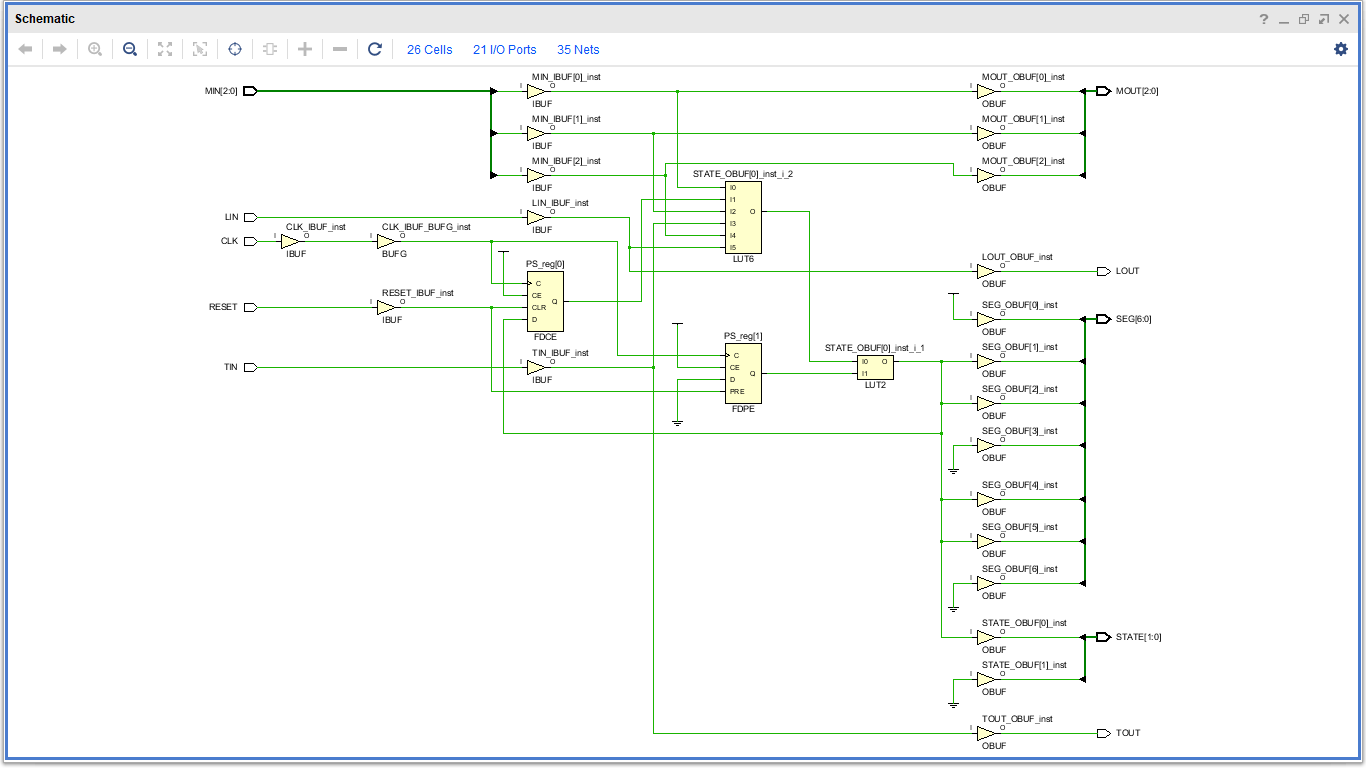 Schematic
26 Cells 21 I/O Ports 35 Nets
MIN[2:0]
MIN_IBUF[0]_inst
I O
IBUF
MIN_IBUF[1]_inst
I O
IBUF
MIN_IBUF[2]_inst
I O
IBUF
LIN
LIN_IBUF_inst
I O
IBUF
CLK
CLK_IBUF_inst
I O
IBUF
CLK_IBUF_BUFG_inst
I O
BUFG
RESET
RESET_IBUF_inst
I O
IBUF
TIN
TIN_IBUF_inst
I O
IBUF
PS_reg[0]
C
CE
CLR
D
Q
FDCE
STATE_OBUF[0]_inst_i_2
I0
I1
I2
I3
I4
I5
O
LUT6
PS_reg[1]
C
CE
D
PRE
Q
FDPE
STATE_OBUF[0]_inst_i_1
I0 O
I1
LUT2
MOUT_OBUF[0]_inst
I O
OBUF
MOUT[2:0]
MOUT_OBUF[1]_inst
I O
OBUF
MOUT_OBUF[2]_inst
I O
OBUF
LOUT_OBUF_inst
I O
OBUF
LOUT
SEG_OBUF[0]_inst
I O
OBUF
SEG[6:0]
SEG_OBUF[1]_inst
I O
OBUF
SEG_OBUF[2]_inst
I O
OBUF
SEG_OBUF[3]_inst
I O
OBUF
SEG_OBUF[4]_inst
I O
OBUF
SEG_OBUF[5]_inst
I O
OBUF
SEG_OBUF[6]_inst
I O
OBUF
STATE_OBUF[0]_inst
I O
OBUF
STATE[1:0]
STATE_OBUF[1]_inst
I O
OBUF
TOUT_OBUF_inst
I O
OBUF
TOUT